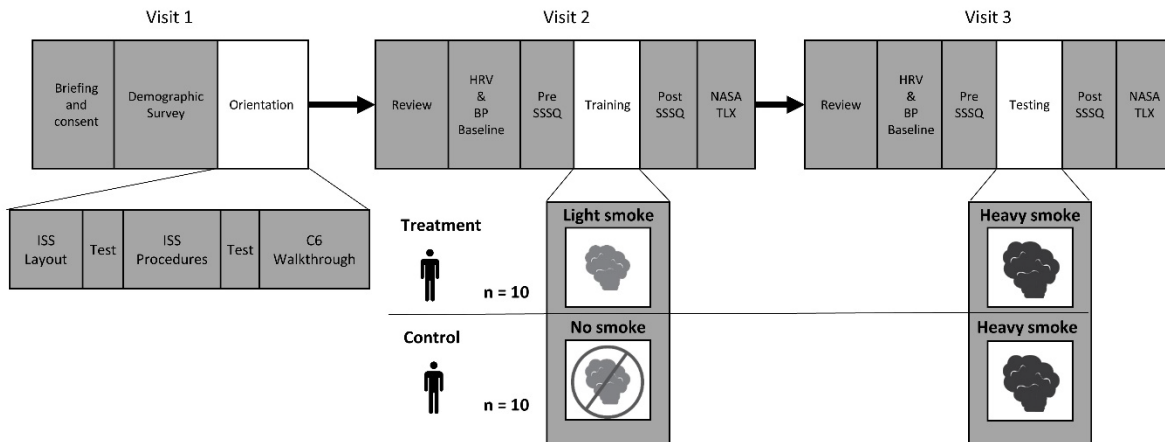 Visit 1
Visit 2
Visit 3
Briefing
and
consent
Demographic
Survey
Orientation
Review
HRV
&
BP
Baseline
Pre
SSSQ
Training
Post
SSSQ
NASA
TLX
Review
HRV
&
BP
Baseline
Pre
SSSQ
Testing
Post
SSSQ
NASA
TLX
ISS
Layout
Test
ISS
Procedures
Test
C6
Walkthrough
Treatment
n = 10
Light smoke
Heavy smoke
Control
n = 10
No smoke
Heavy smoke